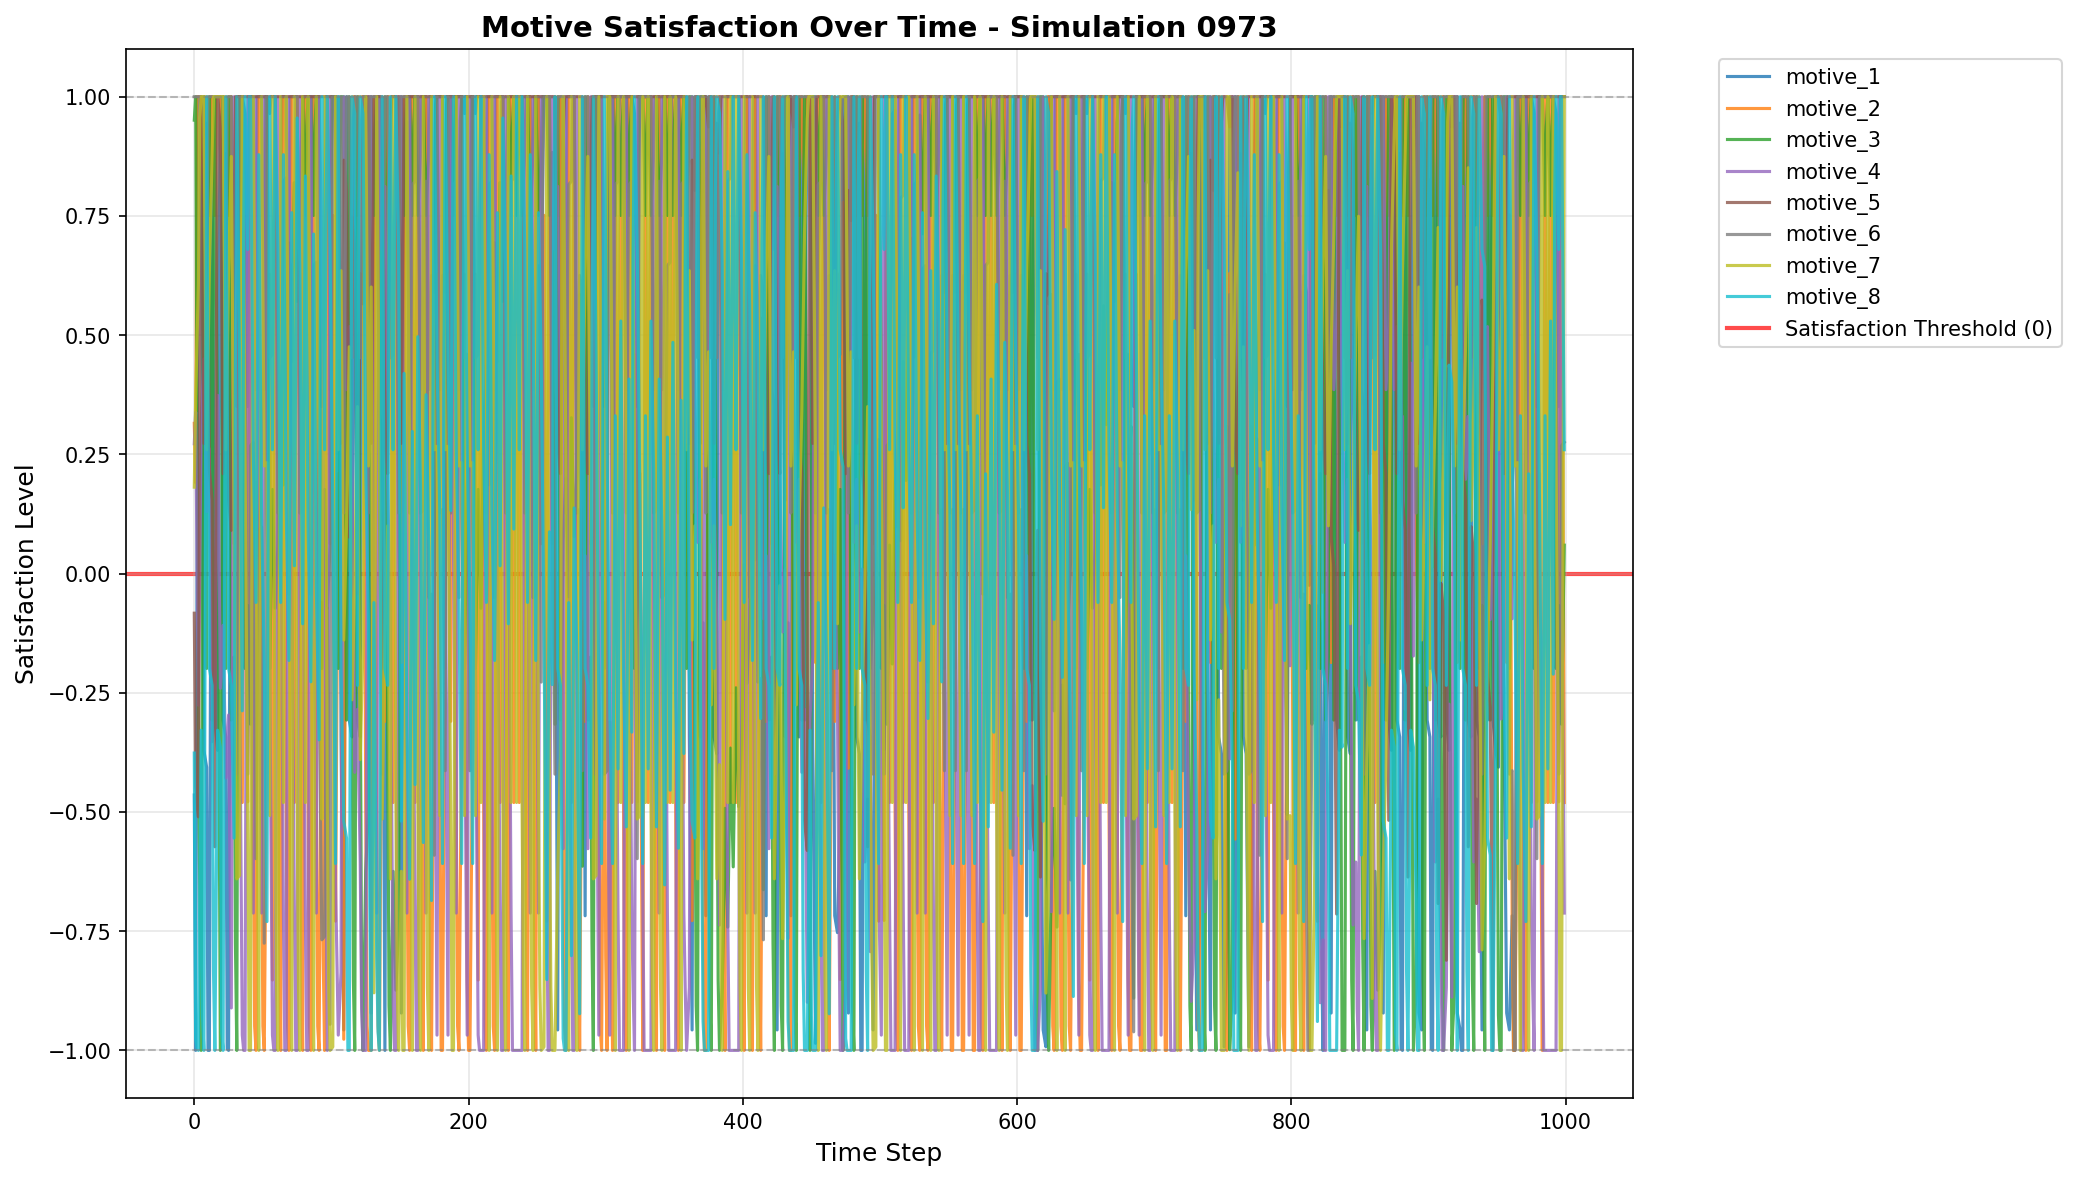 Motive Satisfaction Over Time - Simulation 0973
Satisfaction Level
1.00
0.75
0.50
0.25
0.00
−0.25
−0.50
−0.75
−1.00
0
200
400
600
800
1000
Time Step
motive_1
motive_2
motive_3
motive_4
motive_5
motive_6
motive_7
motive_8
Satisfaction Threshold (0)